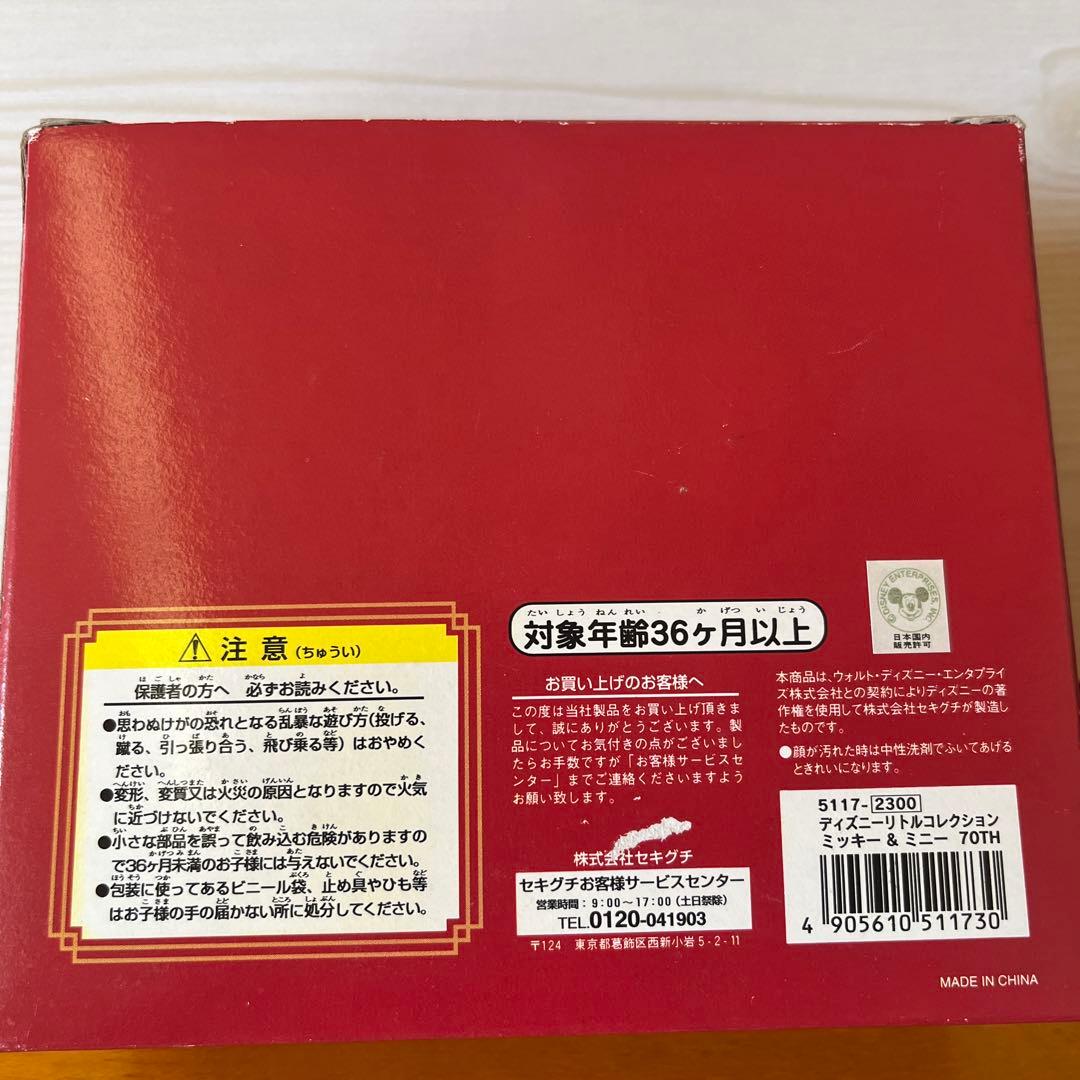 ⚠注意(ちゅうい)
保護者の方へ 必ずお読みください。
●思わぬけがの恐れとなる乱暴な遊び方(投げる、
蹴る、引っ張り合う、飛び乗る等)はおやめく
ださい。
●変形、変質又は火災の原因となりますので火気
に近づけないでください。
●小さな部品を誤って飲み込む危険がありますの
で36ヶ月未満のお子様には与えないでください。
●包装に使ってあるビニール袋、止め具やひも等
はお子様の手の届かない所に処分してください。
たいしょうねんれい かげついじょう
対象年齢36ヶ月以上
お買い上げのお客様へ
この度は当社製品をお買い上げ頂きま
して、誠にありがとうございます。製
品についてお気付きの点がございまし
たらお手数ですが「お客様サービスセ
ンター」までご連絡くださいますよう
お願い致します。
株式会社セキグチ
セキグチお客様サービスセンター
営業時間:9:00〜17:00(土日祭除)
TEL.0120-041903
〒124 東京都葛飾区西新小岩5-2-11
©DISNEY ENTERPRISES, INC.
日本国内
販売許可
本商品は、ウォルト・ディズニー・エンタプライ
ズ株式会社との契約によりディズニーの著
作権を使用して株式会社セキグチが製造し
たものです。
●顔が汚れた時は中性洗剤でふいてあげる
ときれいになります。
5117-2300
ディズニーリトルコレクション
ミッキー & ミニー 70TH
4 905610 511730
MADE IN CHINA